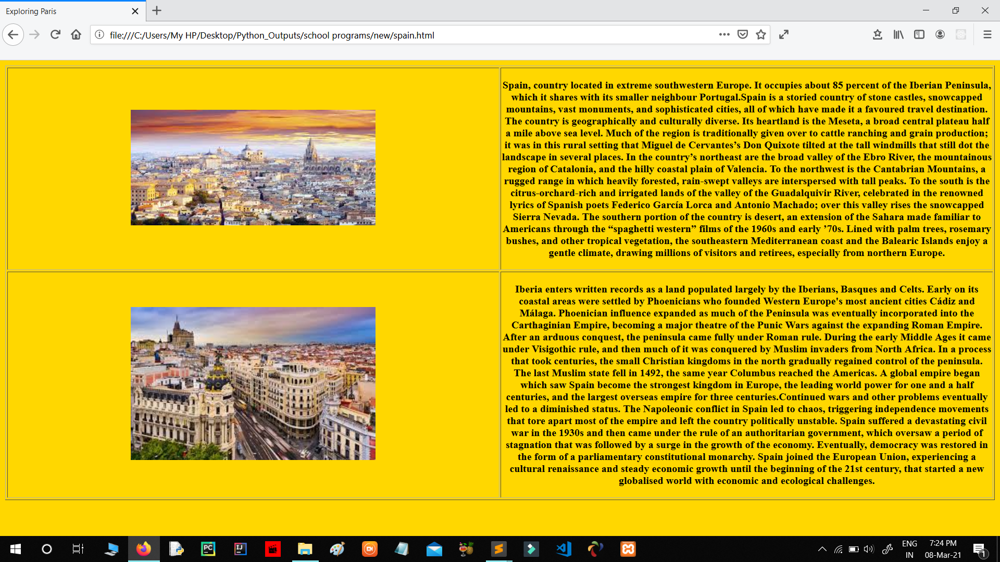 Exploring Paris
file:///C:/Users/My HP/Desktop/Python_Outputs/school programs/new/spain.html
Spain, country located in extreme southwestern Europe. It occupies about 85 percent of the Iberian Peninsula,
which it shares with its smaller neighbour Portugal.Spain is a storied country of stone castles, snowcapped
mountains, vast monuments, and sophisticated cities, all of which have made it a favoured travel destination.
The country is geographically and culturally diverse. Its heartland is the Meseta, a broad central plateau half
a mile above sea level. Much of the region is traditionally given over to cattle ranching and grain production;
it was in this rural setting that Miguel de Cervantes’s Don Quixote tilted at the tall windmills that still dot the
landscape in several places. In the country’s northeast are the broad valley of the Ebro River, the mountainous
region of Catalonia, and the hilly coastal plain of Valencia. To the northwest is the Cantabrian Mountains, a
rugged range in which heavily forested, rain-swept valleys are interspersed with tall peaks. To the south is the
citrus-orchard-rich and irrigated lands of the valley of the Guadalquivir River, celebrated in the renowned
lyrics of Spanish poets Federico García Lorca and Antonio Machado; over this valley rises the snowcapped
Sierra Nevada. The southern portion of the country is desert, an extension of the Sahara made familiar to
Americans through the “spaghetti western” films of the 1960s and early ’70s. Lined with palm trees, rosemary
bushes, and other tropical vegetation, the southeastern Mediterranean coast and the Balearic Islands enjoy a
gentle climate, drawing millions of visitors and retirees, especially from northern Europe.
Iberia enters written records as a land populated largely by the Iberians, Basques and Celts. Early on its
coastal areas were settled by Phoenicians who founded Western Europe's most ancient cities Cádiz and
Málaga. Phoenician influence expanded as much of the Peninsula was eventually incorporated into the
Carthaginian Empire, becoming a major theatre of the Punic Wars against the expanding Roman Empire.
After an arduous conquest, the peninsula came fully under Roman rule. During the early Middle Ages it came
under Visigothic rule, and then much of it was conquered by Muslim invaders from North Africa. In a process
that took centuries, the small Christian kingdoms in the north gradually regained control of the peninsula.
The last Muslim state fell in 1492, the same year Columbus reached the Americas. A global empire began
which saw Spain become the strongest kingdom in Europe, the leading world power for one and a half
centuries, and the largest overseas empire for three centuries.Continued wars and other problems eventually
led to a diminished status. The Napoleonic conflict in Spain led to chaos, triggering independence movements
that tore apart most of the empire and left the country politically unstable. Spain suffered a devastating civil
war in the 1930s and then came under the rule of an authoritarian government, which oversaw a period of
stagnation that was followed by a surge in the growth of the economy. Eventually, democracy was restored in
the form of a parliamentary constitutional monarchy. Spain joined the European Union, experiencing a
cultural renaissance and steady economic growth until the beginning of the 21st century, that started a new
globalised world with economic and ecological challenges.
PC
IJ
ENG
IN
7:24 PM
08-Mar-21
1